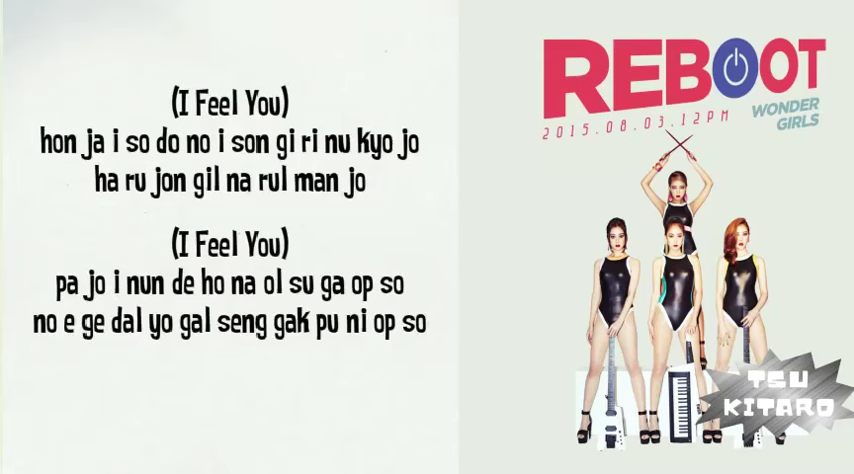 (I Feel You)
hon ja i so do no i son gi ri nu kyo jo
ha ru jon gil na rul man jo
(I Feel You)
pa jo i nun de ho na ol su ga op so
no e ge dal yo gal seng gak pu ni op so
REBOOT
2015.08.03.12PM
WONDER
GIRLS
TSU
KITARO